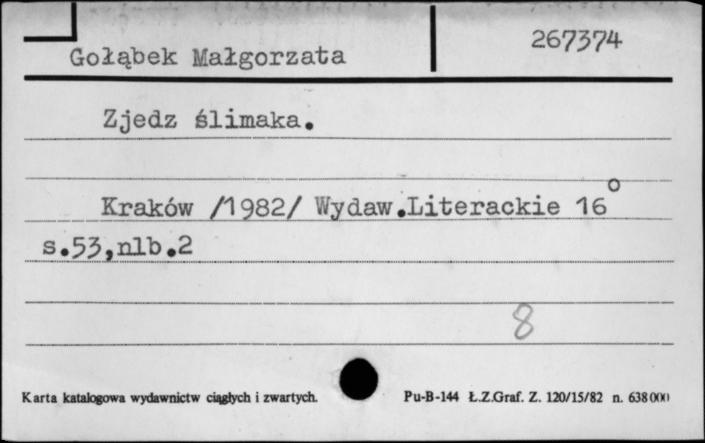 Gołąbek Małgorzata 267374
Zjedz ślimaka.
Kraków /1982/ Wydaw.Literackie 16°
s.53,nlb.2
8
Karta katalogowa wydawnictw ciągłych i zwartych. Pu-B-144 Ł.Z.Graf. Z. 120/15/82 n. 638000